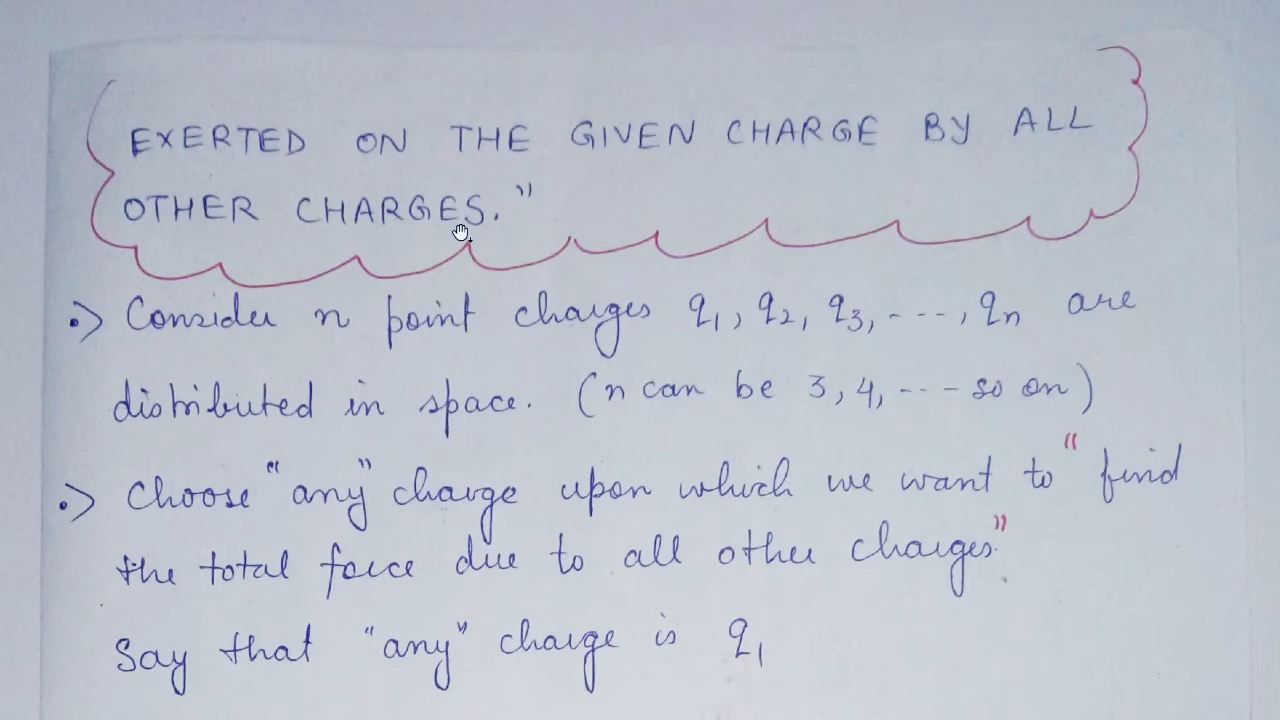 EXERTED ON THE GIVEN CHARGE BY ALL
OTHER CHARGES."
•> Consider n point charges q₁, q₂, q₃, ----, qₙ are
distributed in space. (n can be 3, 4, --- so on)
•> Choose "any" charge upon which we want to "find
the total force due to all other charges".
Say that "any" charge is q₁